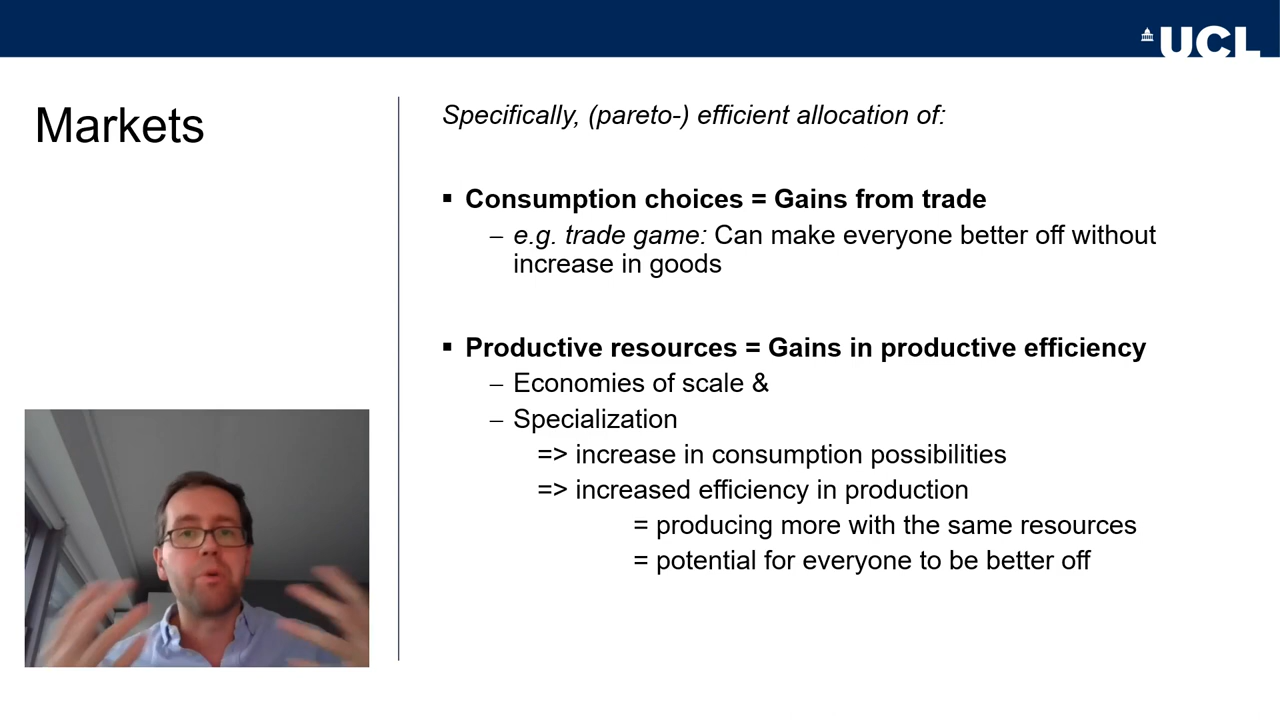 UCL
Markets
Specifically, (pareto-) efficient allocation of:
▪ Consumption choices = Gains from trade
– e.g. trade game: Can make everyone better off without
increase in goods
▪ Productive resources = Gains in productive efficiency
– Economies of scale &
– Specialization
=> increase in consumption possibilities
=> increased efficiency in production
= producing more with the same resources
= potential for everyone to be better off